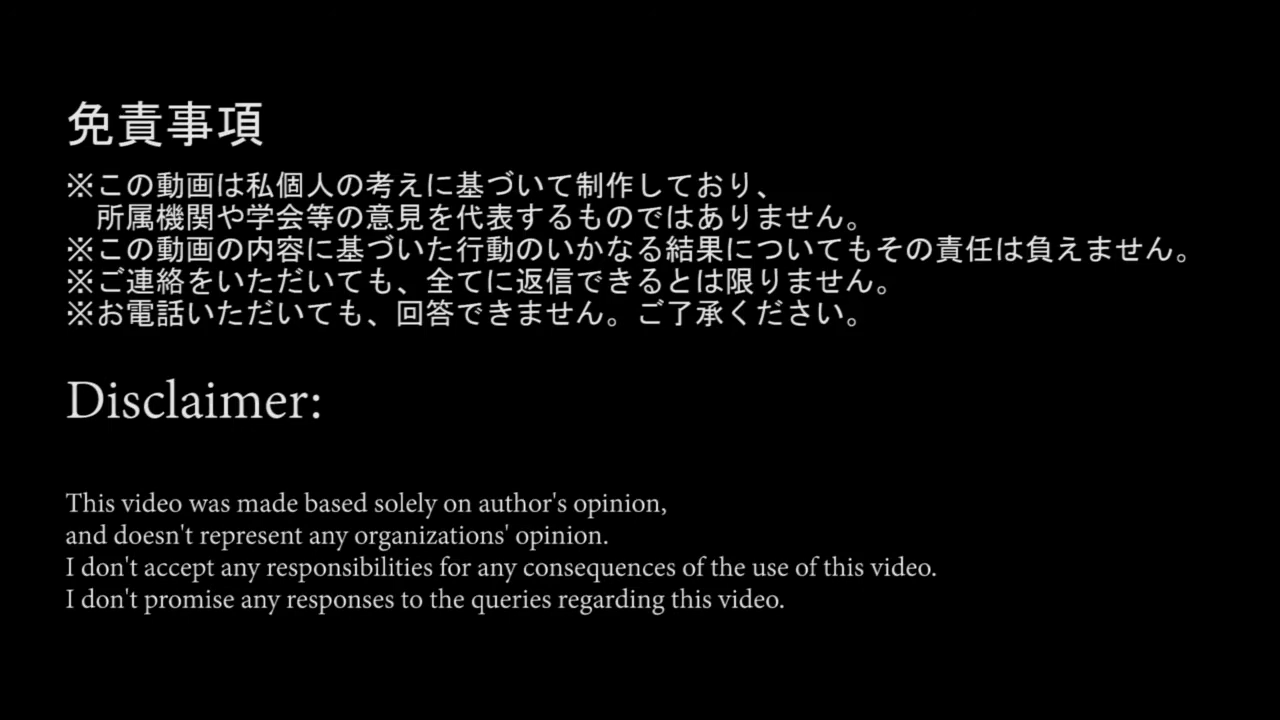 免責事項
※この動画は私個人の考えに基づいて制作しており、
所属機関や学会等の意見を代表するものではありません。
※この動画の内容に基づいた行動のいかなる結果についてもその責任は負えません。
※ご連絡をいただいても、全てに返信できるとは限りません。
※お電話いただいても、回答できません。ご了承ください。
Disclaimer:
This video was made based solely on author's opinion,
and doesn't represent any organizations' opinion.
I don't accept any responsibilities for any consequences of the use of this video.
I don't promise any responses to the queries regarding this video.